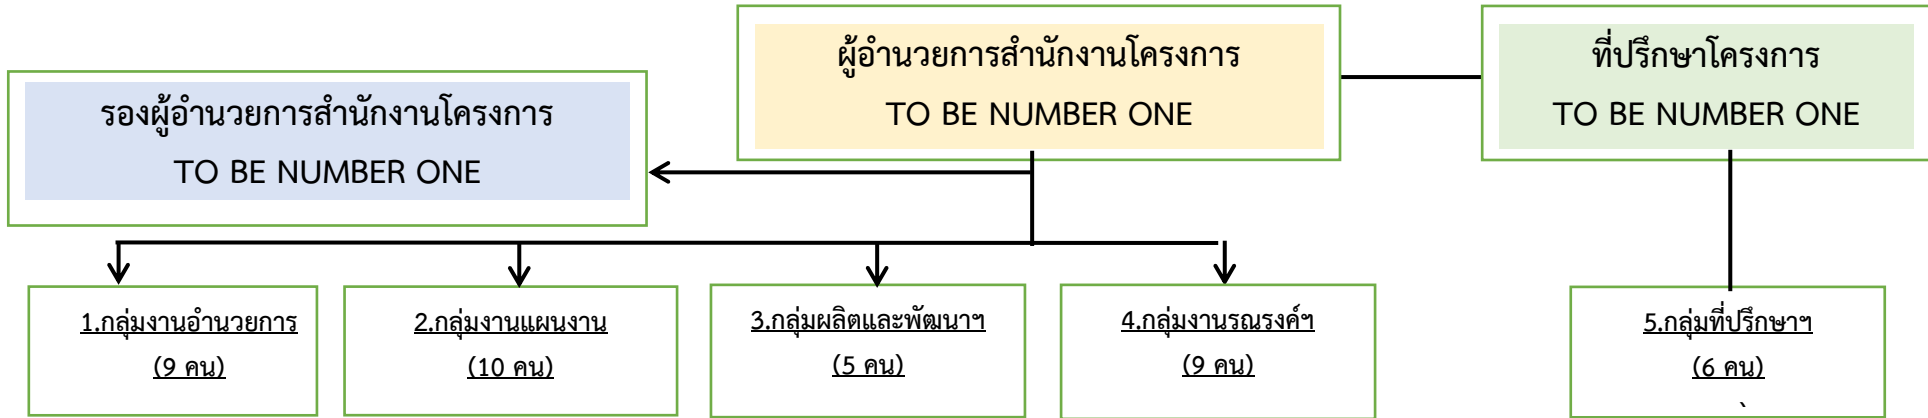 ผู้อำนวยการสำนักงานโครงการ
TO BE NUMBER ONE
ที่ปรึกษาโครงการ
TO BE NUMBER ONE
รองผู้อำนวยการสำนักงานโครงการ
TO BE NUMBER ONE
1.กลุ่มงานอำนวยการ
(9 คน)
2.กลุ่มงานแผนงาน
(10 คน)
3.กลุ่มผลิตและพัฒนาฯ
(5 คน)
4.กลุ่มงานรณรงค์ฯ
(9 คน)
5.กลุ่มที่ปรึกษาฯ
(6 คน)